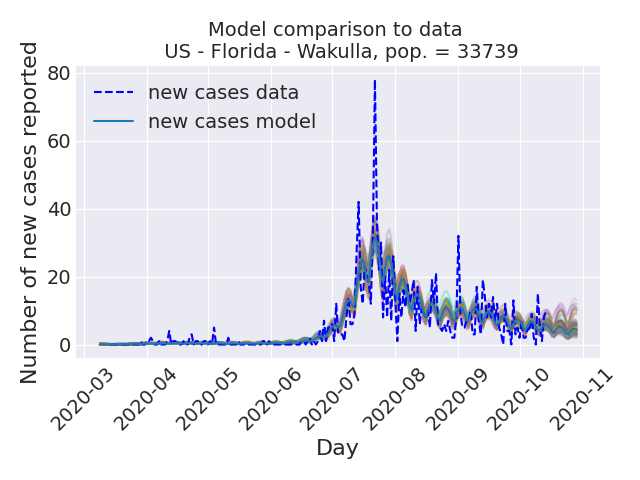 Model comparison to data
US - Florida - Wakulla, pop. = 33739
Number of new cases reported
80
60
40
20
0
new cases data
new cases model
2020-03
2020-04
2020-05
2020-06
2020-07
2020-08
2020-09
2020-10
2020-11
Day